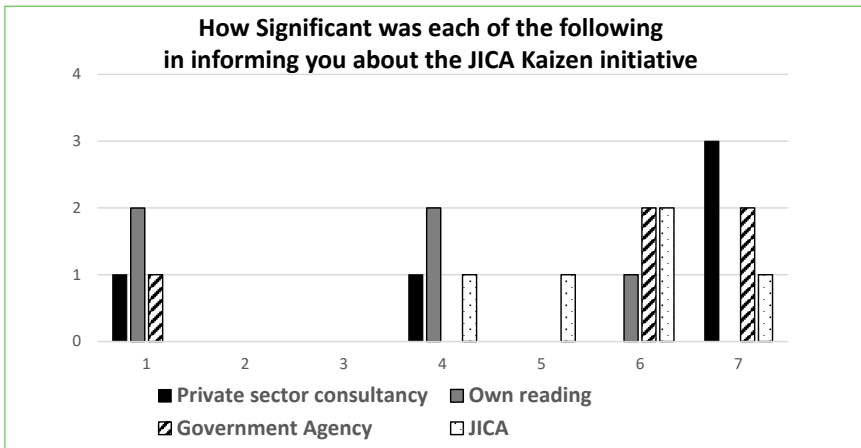 How Significant was each of the following
in informing you about the JICA Kaizen initiative
4
3
2
1
0
1 2 3 4 5 6 7
Private sector consultancy Own reading
Government Agency JICA